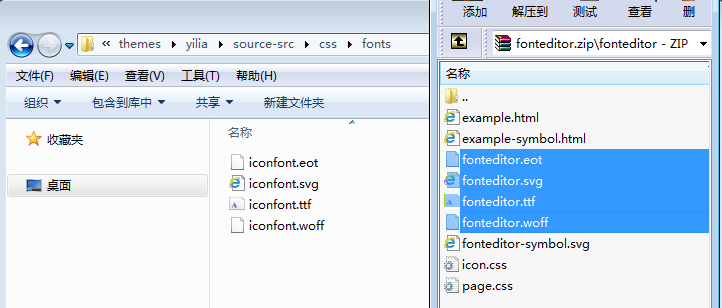 « themes ▸ yilia ▸ source-src ▸ css ▸ fonts
文件(F) 编辑(E) 查看(V) 工具(T) 帮助(H)
组织 包含到库中 共享 新建文件夹
收藏夹
桌面
名称
iconfont.eot
iconfont.svg
iconfont.ttf
iconfont.woff
添加 解压到 测试 查看 删
fonteditor.zip\fonteditor - ZIP
名称
..
example.html
example-symbol.html
fonteditor.eot
fonteditor.svg
fonteditor.ttf
fonteditor.woff
fonteditor-symbol.svg
icon.css
page.css